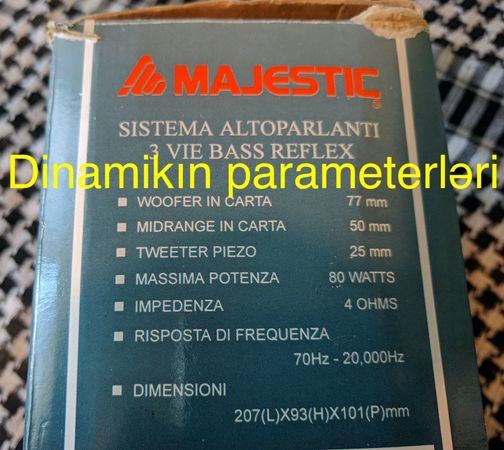 MAJESTIC
SISTEMA ALTOPARLANTI
3 VIE BASS REFLEX
Dinamikın parameterləri
WOOFER IN CARTA 77 mm
MIDRANGE IN CARTA 50 mm
TWEETER PIEZO 25 mm
MASSIMA POTENZA 80 WATTS
IMPEDENZA 4 OHMS
RISPOSTA DI FREQUENZA
70Hz - 20,000Hz
DIMENSIONI
207(L)X93(H)X101(P)mm